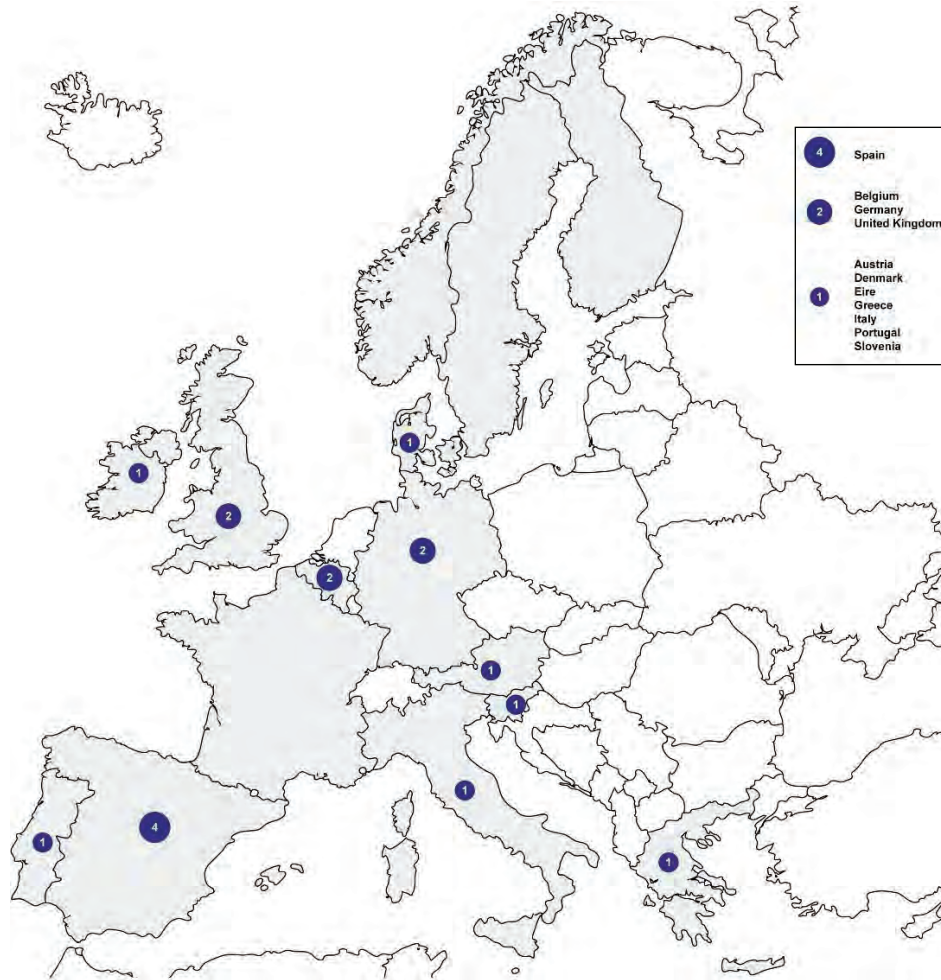 4 Spain
2 Belgium
Germany
United Kingdom
1 Austria
Denmark
Eire
Greece
Italy
Portugal
Slovenia
1
1
2
2
2
1
1
1
4
1
1